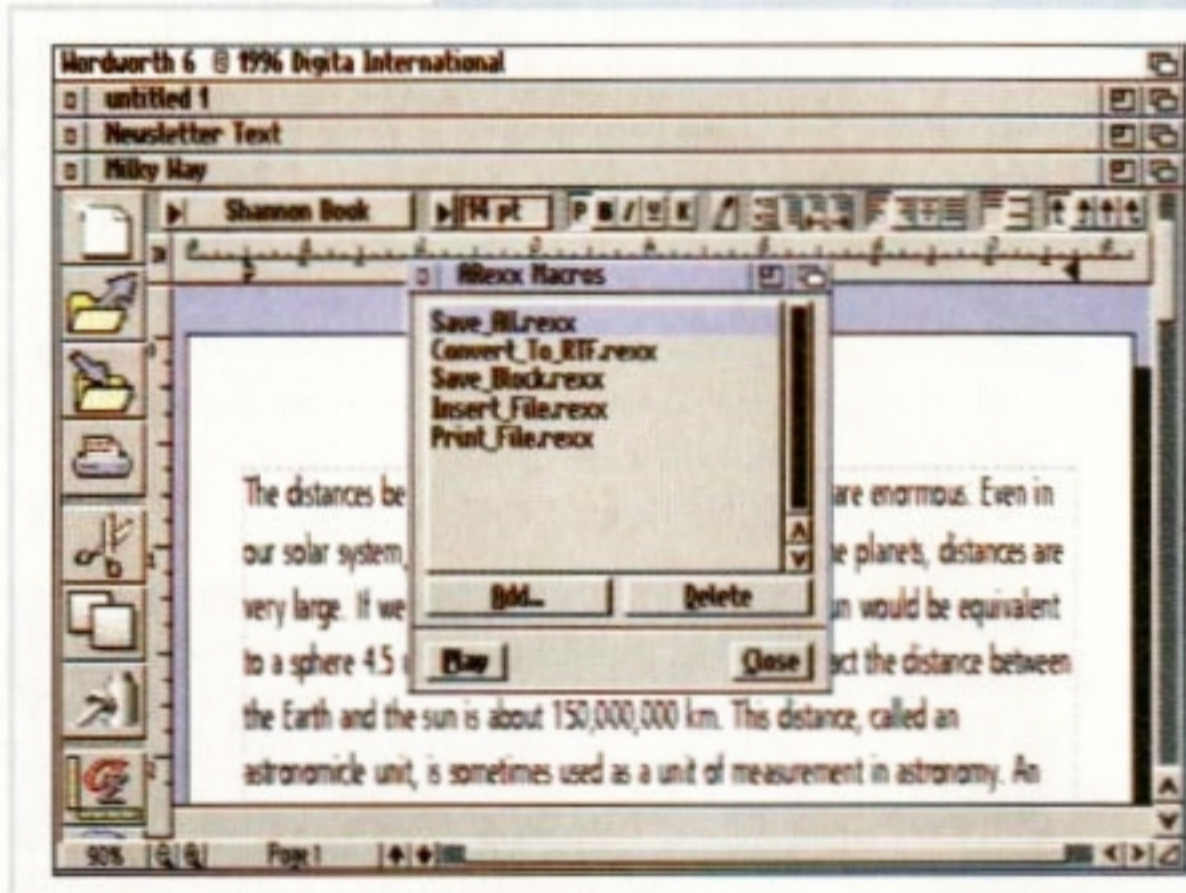 Wordworth 6 © 1996 Digita International
untitled 1
Newsletter Text
Milky Way
Shannon Book 14 pt P B I U K
ARexx Macros
Save_All.rexx
Convert_To_RTF.rexx
Save_Block.rexx
Insert_File.rexx
Print_File.rexx
Add...
Delete
Play
Close
The distances be are enormous. Even in
our solar system, e planets, distances are
very large. If we un would be equivalent
to a sphere 4.5 act the distance between
the Earth and the sun is about 150,000,000 km. This distance, called an
astronomicle unit, is sometimes used as a unit of measurement in astronomy. An
90% Page 1